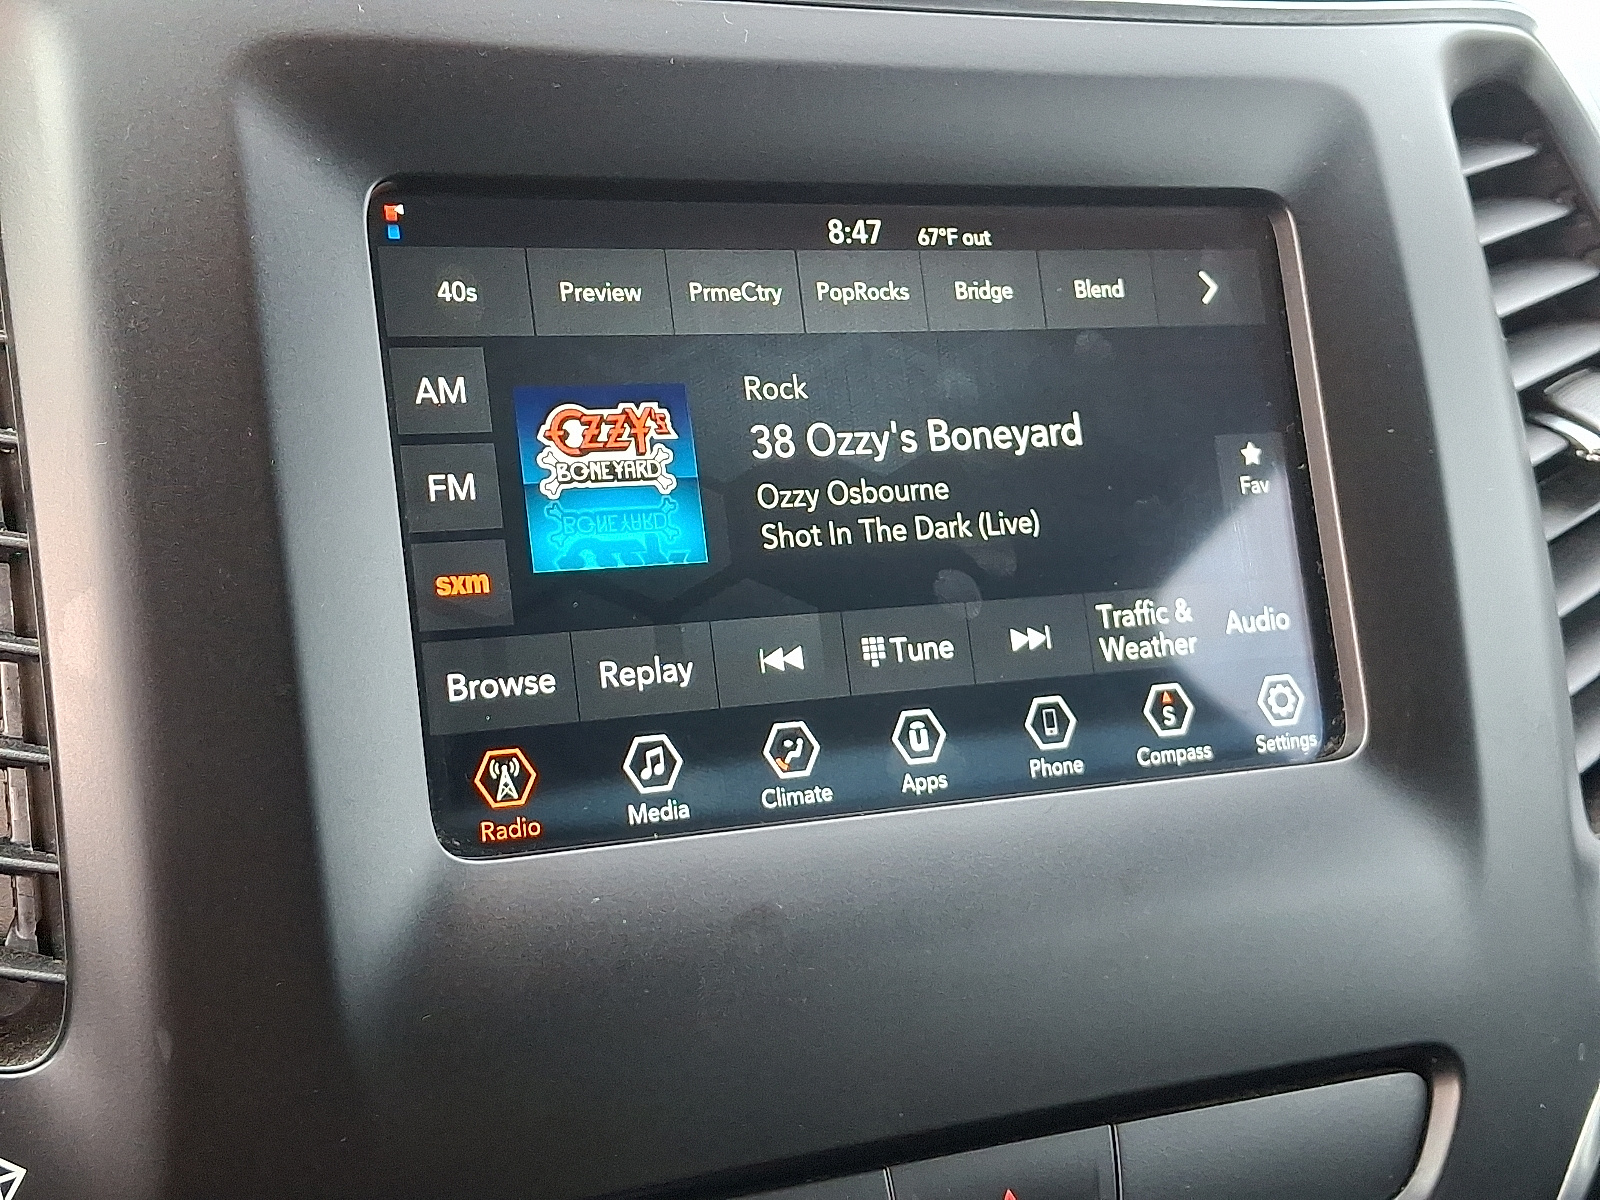 8:47 67°F out
40s Preview PrmeCtry PopRocks Bridge Blend
AM
FM
sxm
OZZY'S
BONEYARD
Rock
38 Ozzy's Boneyard
Ozzy Osbourne
Shot In The Dark (Live)
Fav
Browse Replay Tune Traffic & Weather Audio
Radio Media Climate Apps Phone Compass Settings
S
ū